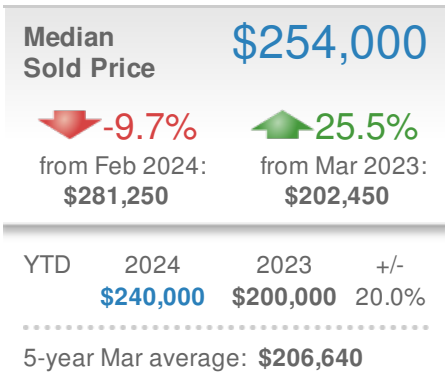 Median
Sold Price
$254,000
-9.7%
from Feb 2024:
$281,250
25.5%
from Mar 2023:
$202,450
YTD 2024 2023 +/-
$240,000 $200,000 20.0%
5-year Mar average: $206,640